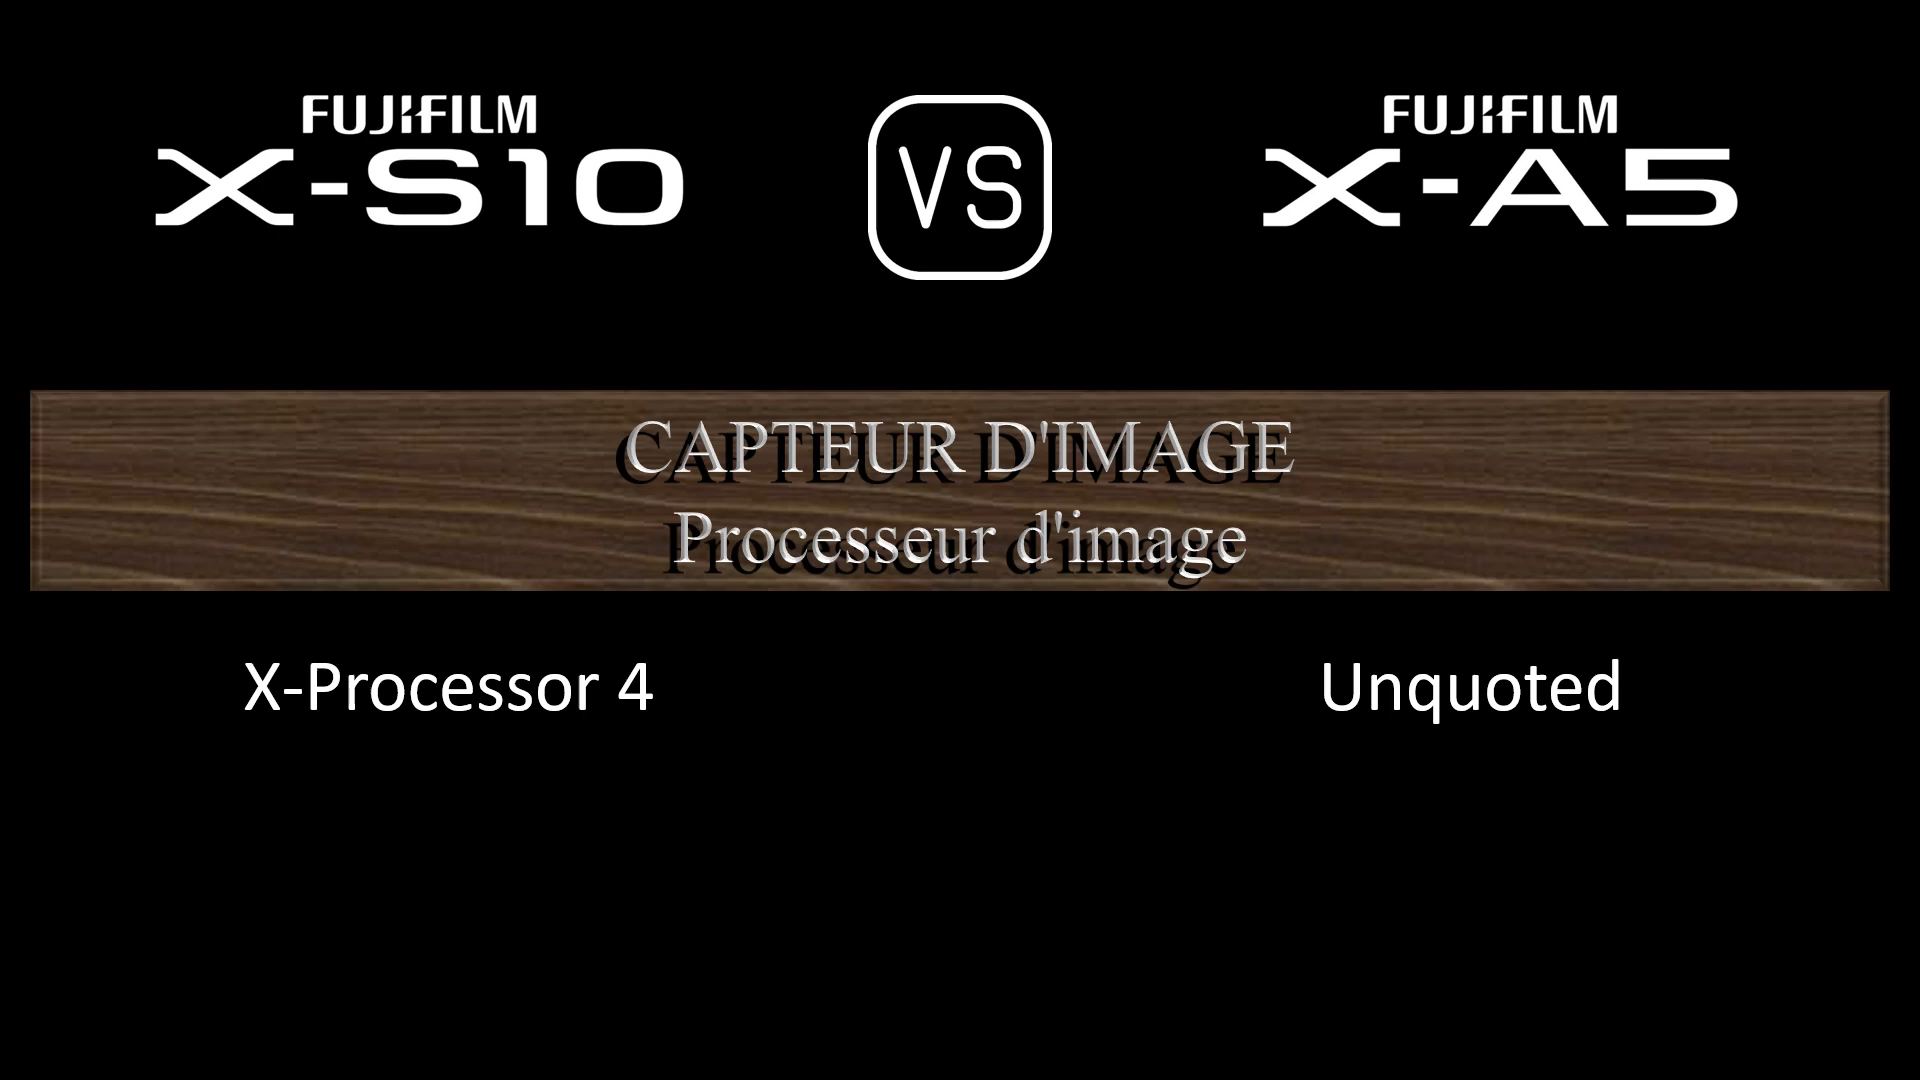 FUJIFILM
X-S10
VS
FUJIFILM
X-A5
CAPTEUR D'IMAGE
Processeur d'image
X-Processor 4
Unquoted